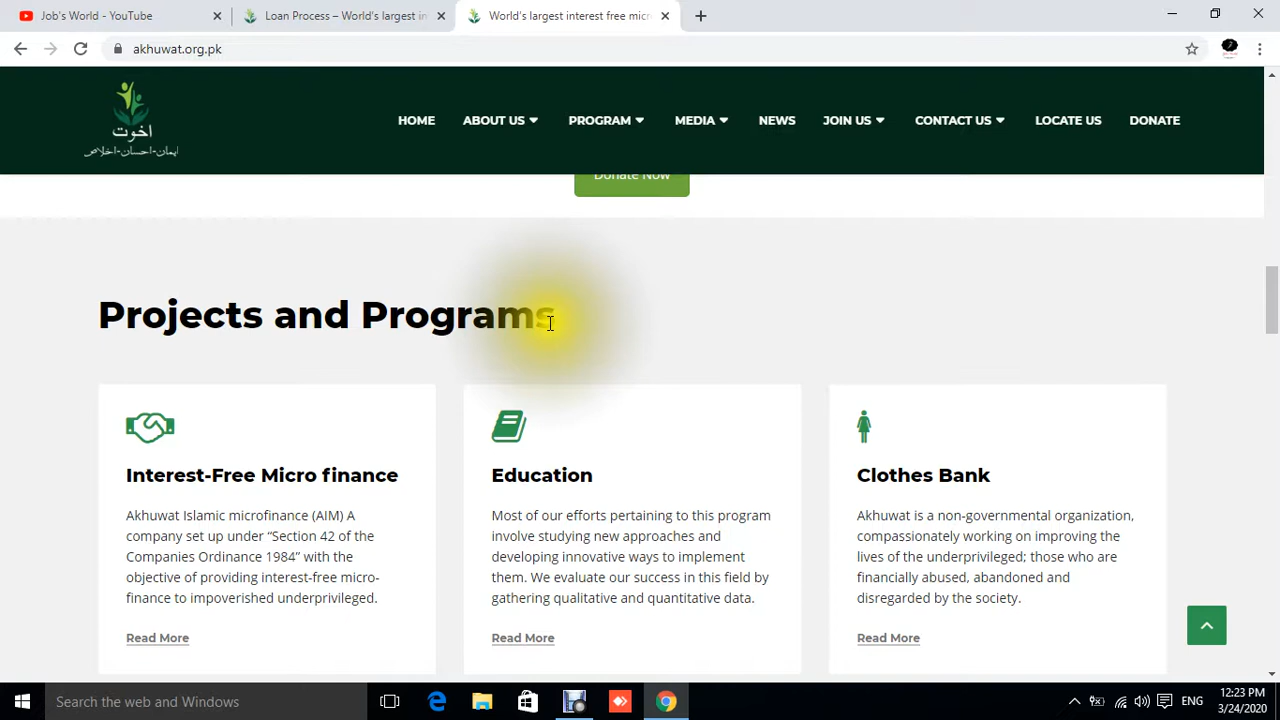 Job's World - YouTube
Loan Process – World's largest in
World's largest interest free micr
akhuwat.org.pk
اخوت
ایمان-احسان-اخلاص
HOME ABOUT US PROGRAM MEDIA NEWS JOIN US CONTACT US LOCATE US DONATE
Donate Now
Projects and Programs
Interest-Free Micro finance
Akhuwat Islamic microfinance (AIM) A
company set up under “Section 42 of the
Companies Ordinance 1984” with the
objective of providing interest-free micro-
finance to impoverished underprivileged.
Read More
Education
Most of our efforts pertaining to this program
involve studying new approaches and
developing innovative ways to implement
them. We evaluate our success in this field by
gathering qualitative and quantitative data.
Read More
Clothes Bank
Akhuwat is a non-governmental organization,
compassionately working on improving the
lives of the underprivileged; those who are
financially abused, abandoned and
disregarded by the society.
Read More
Search the web and Windows
ENG
12:23 PM
3/24/2020